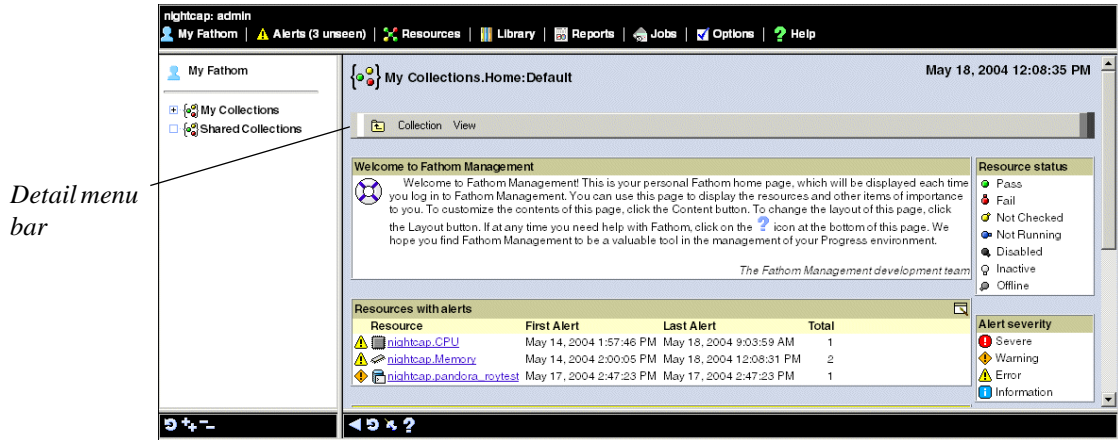 nightcap: admin
My Fathom | Alerts (3 unseen) | Resources | Library | Reports | Jobs | Options | ? Help
My Fathom
My Collections
Shared Collections
Detail menu
bar
My Collections.Home:Default
May 18, 2004 12:08:35 PM
Collection View
Welcome to Fathom Management
Welcome to Fathom Management! This is your personal Fathom home page, which will be displayed each time
you log in to Fathom Management. You can use this page to display the resources and other items of importance
to you. To customize the contents of this page, click the Content button. To change the layout of this page, click
the Layout button. If at any time you need help with Fathom, click on the ? icon at the bottom of this page. We
hope you find Fathom Management to be a valuable tool in the management of your Progress environment.
The Fathom Management development team
Resource status
Pass
Fail
Not Checked
Not Running
Disabled
Inactive
Offline
Resources with alerts
Resource First Alert Last Alert Total
nightcap.CPU May 14, 2004 1:57:46 PM May 18, 2004 9:03:59 AM 1
nightcap.Memory May 14, 2004 2:00:05 PM May 18, 2004 12:08:31 PM 2
nightcap.pandora_roytest May 17, 2004 2:47:23 PM May 17, 2004 2:47:23 PM 1
Alert severity
Severe
Warning
Error
Information